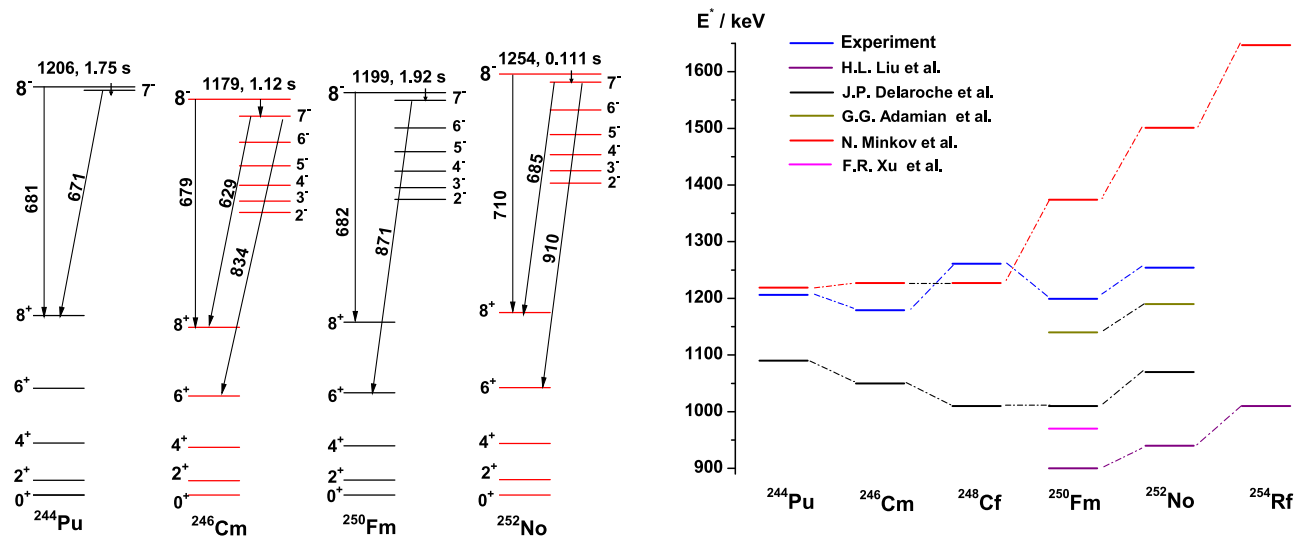 1206, 1.75 s
8⁻
7⁻
681
671
8⁺
6⁺
4⁺
2⁺
0⁺
²⁴⁴Pu
1179, 1.12 s
8⁻
7⁻
6⁻
5⁻
4⁻
3⁻
2⁻
679
629
834
8⁺
6⁺
4⁺
2⁺
0⁺
²⁴⁶Cm
1199, 1.92 s
8⁻
7⁻
6⁻
5⁻
4⁻
3⁻
2⁻
682
871
8⁺
6⁺
4⁺
2⁺
0⁺
²⁵⁰Fm
1254, 0.111 s
8⁻
7⁻
6⁻
5⁻
4⁻
3⁻
2⁻
710
685
910
8⁺
6⁺
4⁺
2⁺
0⁺
²⁵²No
E* / keV
1600
1500
1400
1300
1200
1100
1000
900
Experiment
H.L. Liu et al.
J.P. Delaroche et al.
G.G. Adamian et al.
N. Minkov et al.
F.R. Xu et al.
²⁴⁴Pu
²⁴⁶Cm
²⁴⁸Cf
²⁵⁰Fm
²⁵²No
²⁵⁴Rf